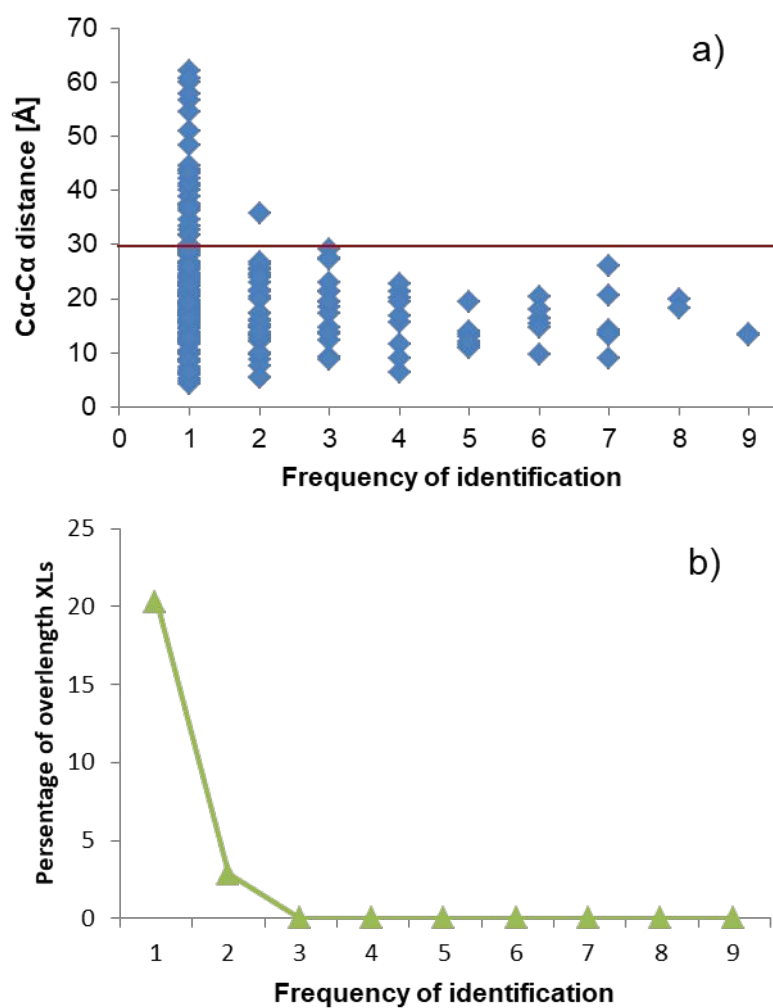 a)
70
60
50
40
30
20
10
0
Cα-Cα distance [Å]
0 1 2 3 4 5 6 7 8 9
Frequency of identification
b)
25
20
15
10
5
0
Persentage of overlength XLs
1 2 3 4 5 6 7 8 9
Frequency of identification